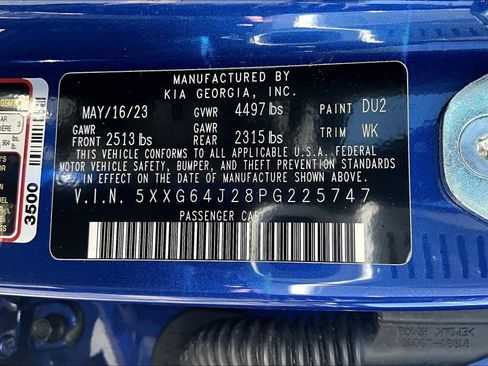 MANUFACTURED BY
KIA GEORGIA, INC.
MAY/16/23 GVWR 4497 lbs PAINT DU2
GAWR FRONT 2513 lbs GAWR REAR 2315 lbs TRIM WK
THIS VEHICLE CONFORMS TO ALL APPLICABLE U.S.A. FEDERAL
MOTOR VEHICLE SAFETY, BUMPER, AND THEFT PREVENTION STANDARDS
IN EFFECT ON THE DATE OF MANUFACTURE SHOWN ABOVE.
V.I.N. 5XXG64J28PG225747
PASSENGER CAR
3500